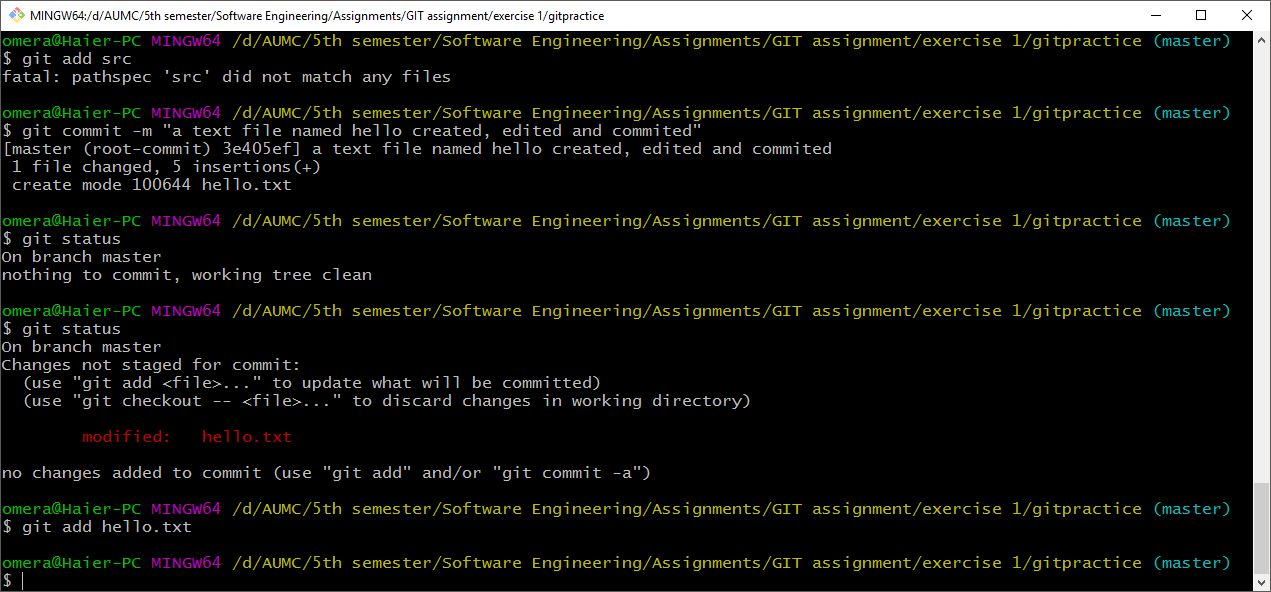 MINGW64:/d/AUMC/5th semester/Software Engineering/Assignments/GIT assignment/exercise 1/gitpractice
omera@Haier-PC MINGW64 /d/AUMC/5th semester/Software Engineering/Assignments/GIT assignment/exercise 1/gitpractice (master)
$ git add src
fatal: pathspec 'src' did not match any files
omera@Haier-PC MINGW64 /d/AUMC/5th semester/Software Engineering/Assignments/GIT assignment/exercise 1/gitpractice (master)
$ git commit -m "a text file named hello created, edited and commited"
[master (root-commit) 3e405ef] a text file named hello created, edited and commited
1 file changed, 5 insertions(+)
create mode 100644 hello.txt
omera@Haier-PC MINGW64 /d/AUMC/5th semester/Software Engineering/Assignments/GIT assignment/exercise 1/gitpractice (master)
$ git status
On branch master
nothing to commit, working tree clean
omera@Haier-PC MINGW64 /d/AUMC/5th semester/Software Engineering/Assignments/GIT assignment/exercise 1/gitpractice (master)
$ git status
On branch master
Changes not staged for commit:
(use "git add <file>..." to update what will be committed)
(use "git checkout -- <file>..." to discard changes in working directory)
modified: hello.txt
no changes added to commit (use "git add" and/or "git commit -a")
omera@Haier-PC MINGW64 /d/AUMC/5th semester/Software Engineering/Assignments/GIT assignment/exercise 1/gitpractice (master)
$ git add hello.txt
omera@Haier-PC MINGW64 /d/AUMC/5th semester/Software Engineering/Assignments/GIT assignment/exercise 1/gitpractice (master)
$